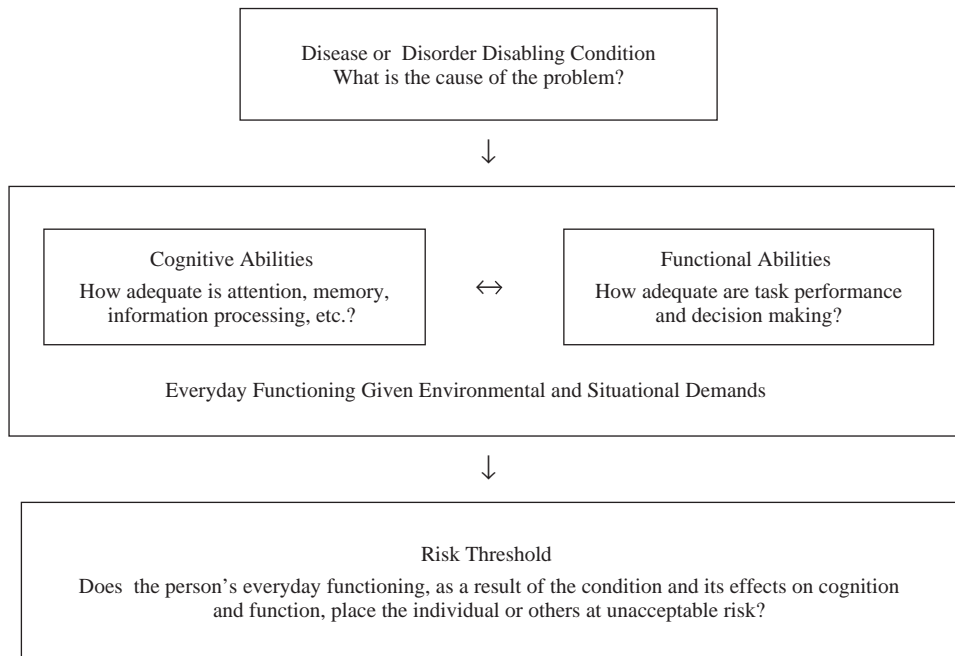 Disease or Disorder Disabling Condition
What is the cause of the problem?
↓
Cognitive Abilities
How adequate is attention, memory,
information processing, etc.?
↔
Functional Abilities
How adequate are task performance
and decision making?
Everyday Functioning Given Environmental and Situational Demands
↓
Risk Threshold
Does the person's everyday functioning, as a result of the condition and its effects on cognition
and function, place the individual or others at unacceptable risk?